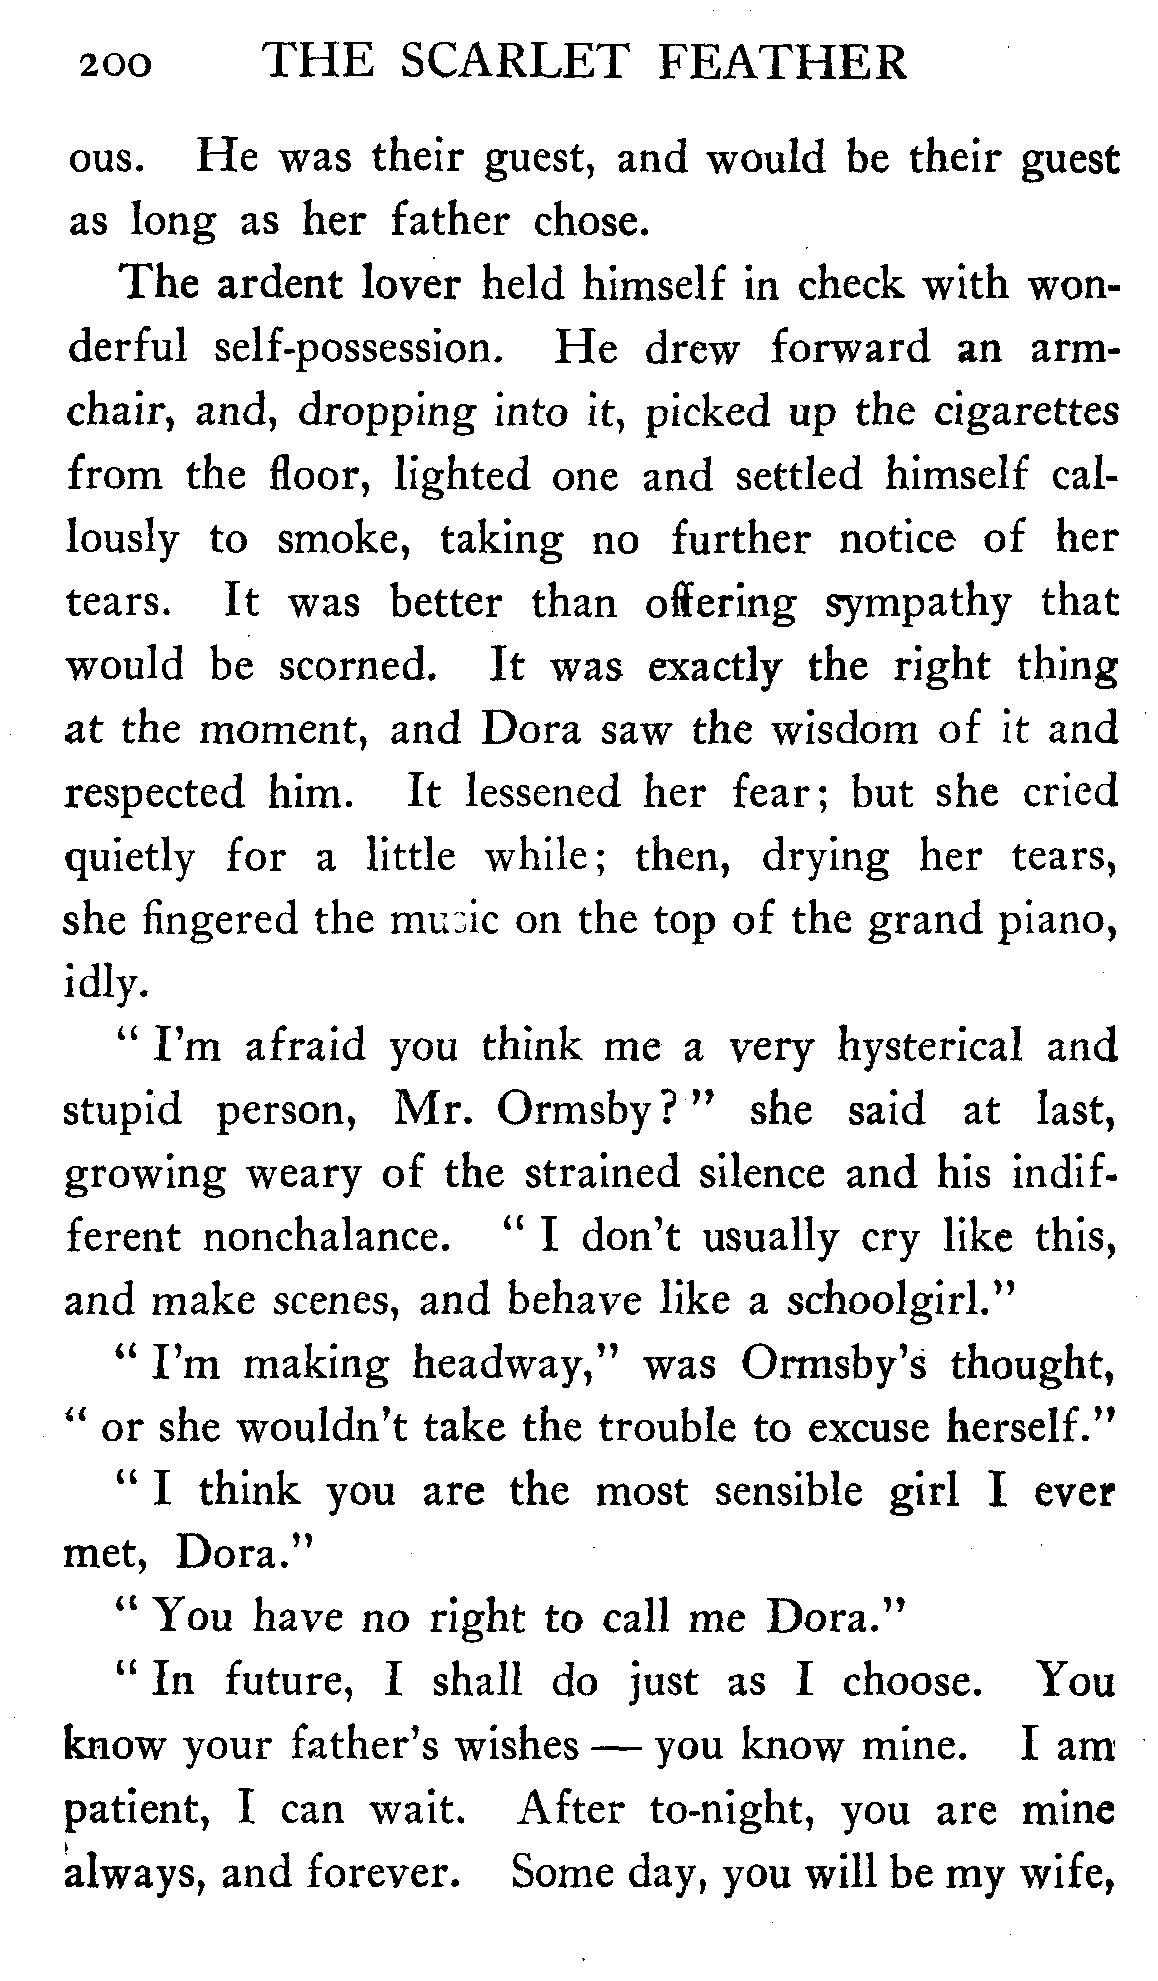 200 THE SCARLET FEATHER
ous. He was their guest, and would be their guest
as long as her father chose.
The ardent lover held himself in check with won-
derful self-possession. He drew forward an arm-
chair, and, dropping into it, picked up the cigarettes
from the floor, lighted one and settled himself cal-
lously to smoke, taking no further notice of her
tears. It was better than offering sympathy that
would be scorned. It was exactly the right thing
at the moment, and Dora saw the wisdom of it and
respected him. It lessened her fear; but she cried
quietly for a little while; then, drying her tears,
she fingered the music on the top of the grand piano,
idly.
" I'm afraid you think me a very hysterical and
stupid person, Mr. Ormsby? " she said at last,
growing weary of the strained silence and his indif-
ferent nonchalance. " I don't usually cry like this,
and make scenes, and behave like a schoolgirl."
" I'm making headway," was Ormsby's thought,
" or she wouldn't take the trouble to excuse herself."
" I think you are the most sensible girl I ever
met, Dora."
" You have no right to call me Dora."
" In future, I shall do just as I choose. You
know your father's wishes — you know mine. I am
patient, I can wait. After to-night, you are mine
always, and forever. Some day, you will be my wife,